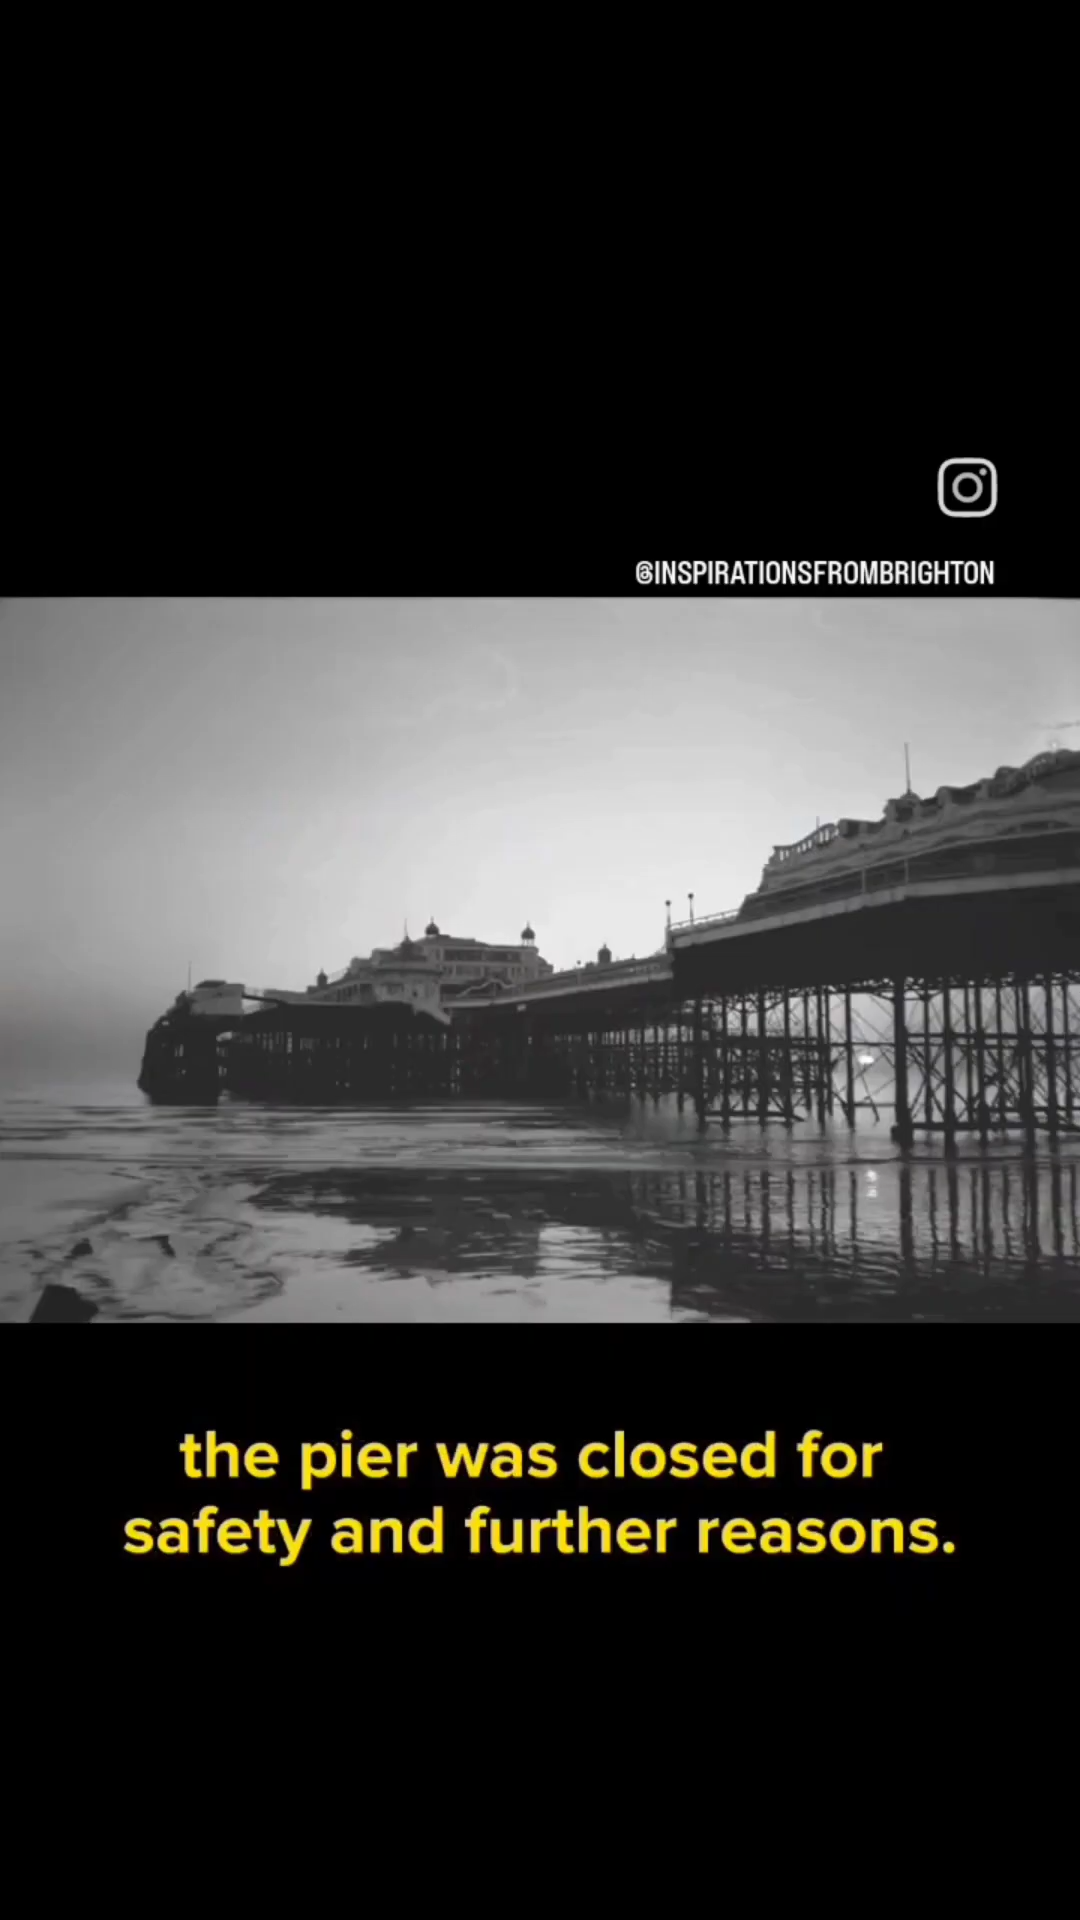 @INSPIRATIONSFROMBRIGHTON
the pier was closed for
safety and further reasons.